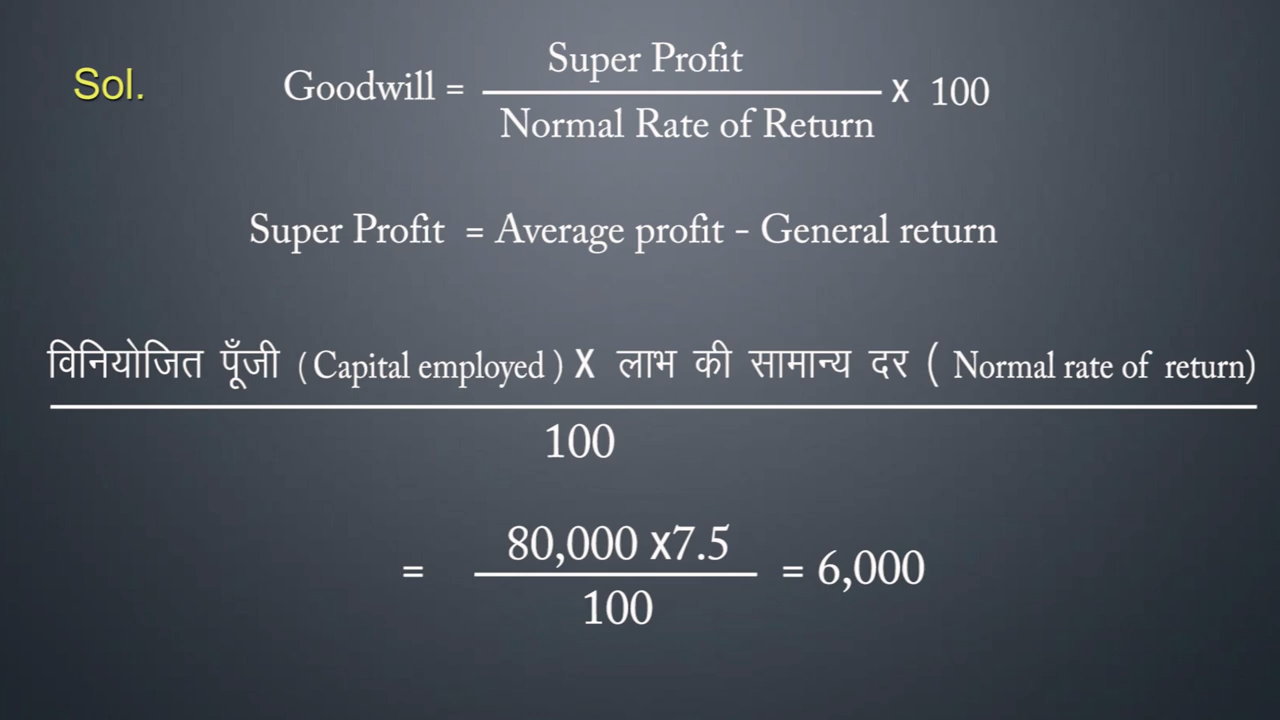 Sol.
Goodwill = Super Profit
Normal Rate of Return
X 100
Super Profit = Average profit - General return
विनियोजित पूँजी (Capital employed) X लाभ की सामान्य दर ( Normal rate of return)
100
= 80,000 x7.5
100
= 6,000